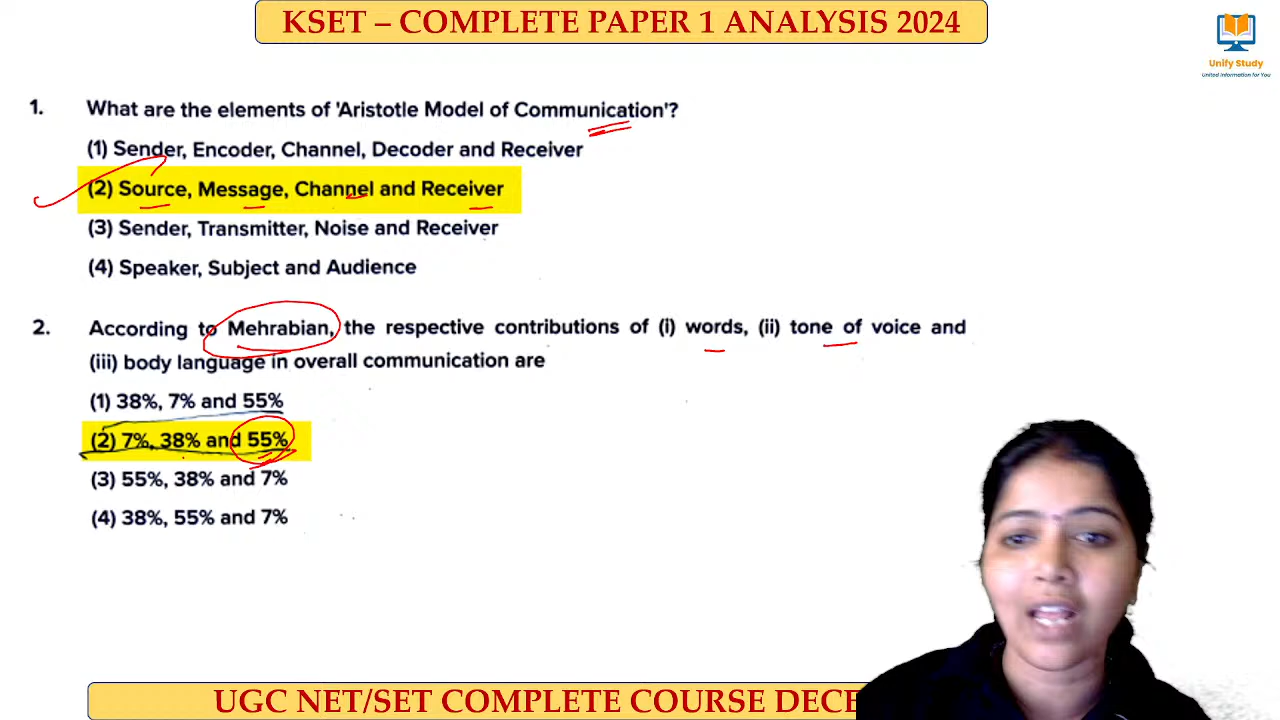 KSET – COMPLETE PAPER 1 ANALYSIS 2024
Unify Study
United Information for You
1. What are the elements of 'Aristotle Model of Communication'?
(1) Sender, Encoder, Channel, Decoder and Receiver
(2) Source, Message, Channel and Receiver
(3) Sender, Transmitter, Noise and Receiver
(4) Speaker, Subject and Audience
2. According to Mehrabian, the respective contributions of (i) words, (ii) tone of voice and
(iii) body language in overall communication are
(1) 38%, 7% and 55%
(2) 7%, 38% and 55%
(3) 55%, 38% and 7%
(4) 38%, 55% and 7%
UGC NET/SET COMPLETE COURSE DECE